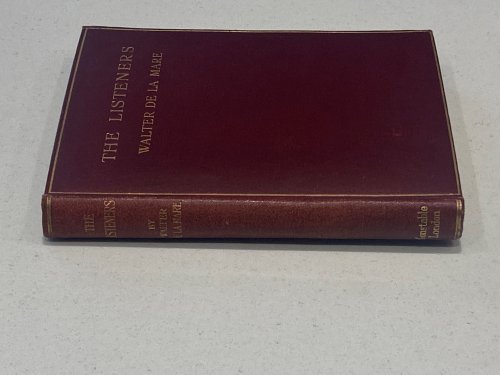 THE LISTENERS
WALTER DE LA MARE
THE
LISTENERS
BY
WALTER
DE LA MARE
Constable
London